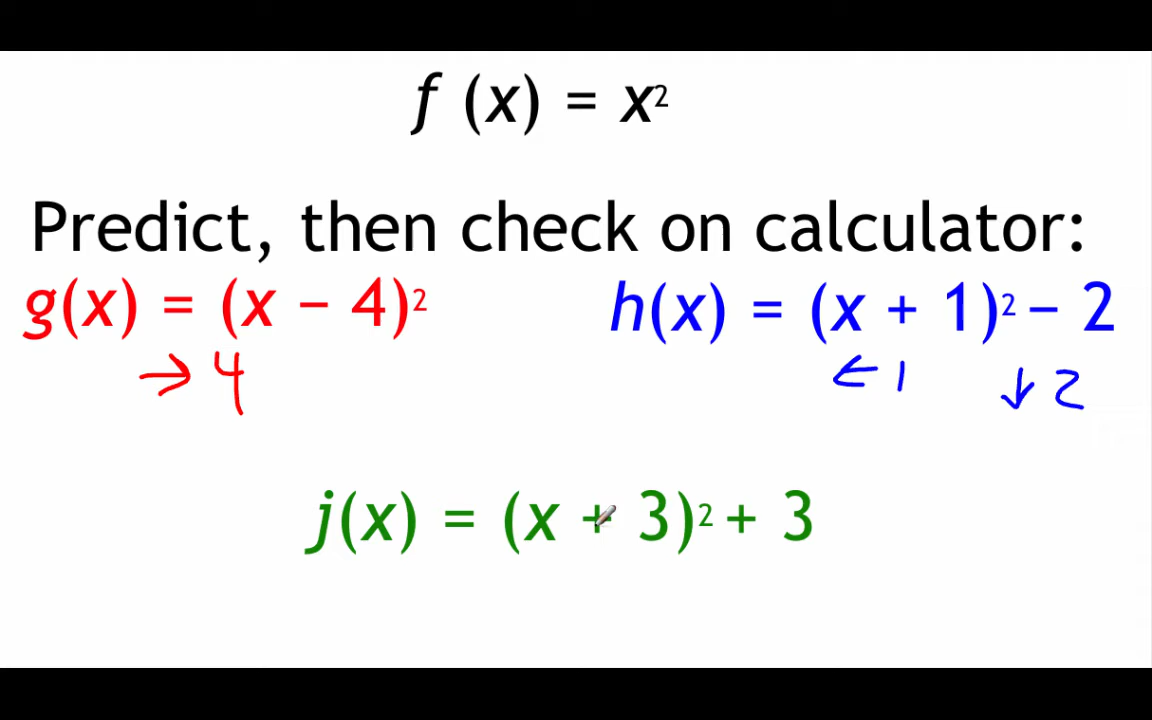 f (x) = x²
Predict, then check on calculator:
g(x) = (x − 4)² h(x) = (x + 1)² − 2
→ 4 ← 1 ↓ 2
j(x) = (x + 3)² + 3